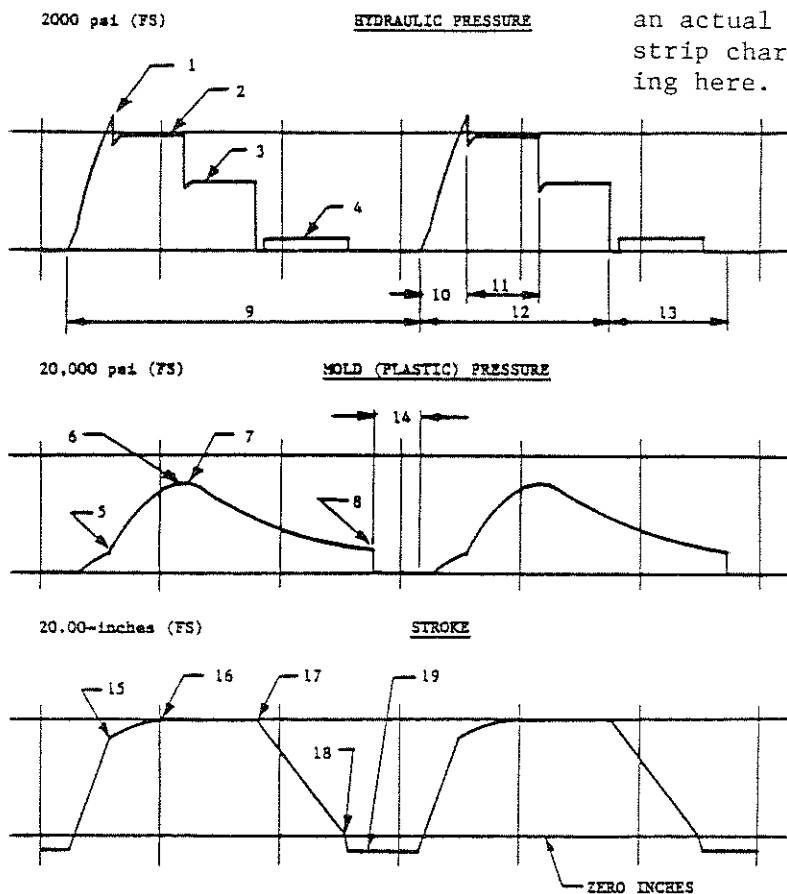 2000 psi (FS) HYDRAULIC PRESSURE
an actual
strip char
ing here.
1
2
3
4
10 11
9 12 13
20,000 psi (FS) MOLD (PLASTIC) PRESSURE
14
6 7
5 8
20.00-inches (FS) STROKE
15 16 17 19
18
ZERO INCHES